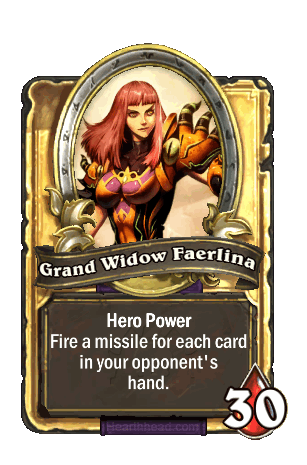 Grand Widow Faerlina
Hero Power
Fire a missile for each card
in your opponent's
hand.
30
Hearthhead.com